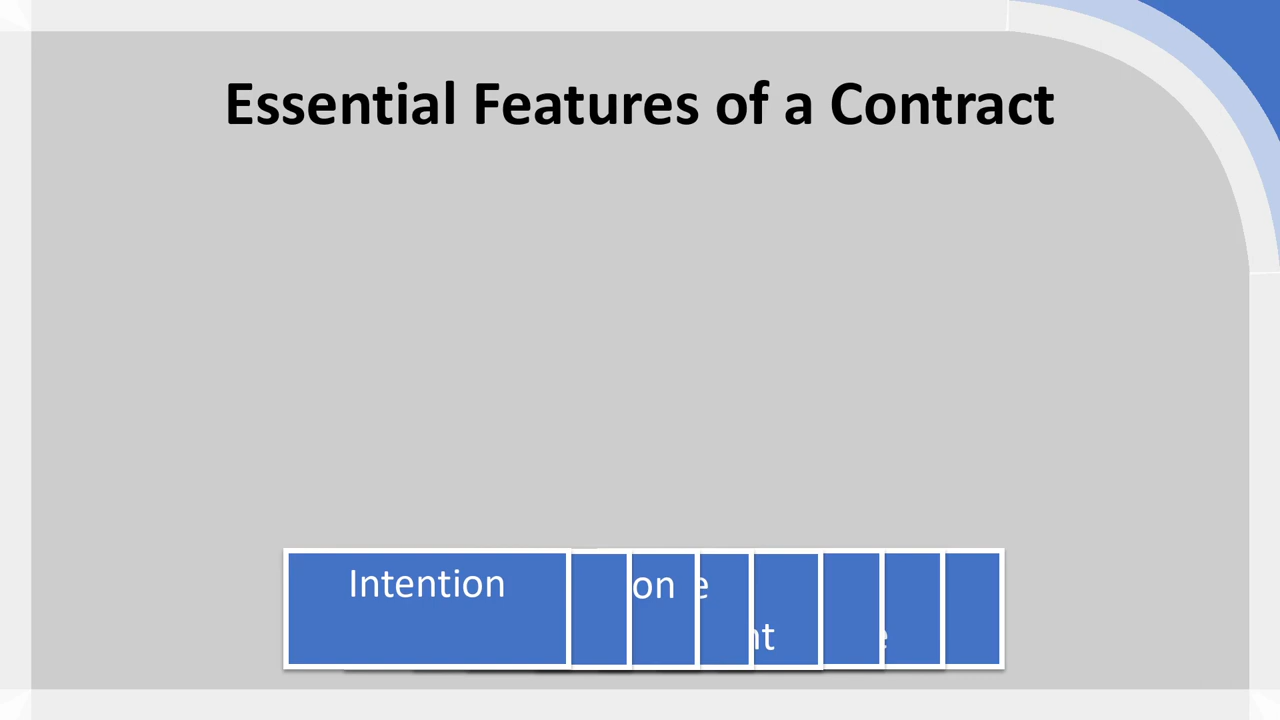 Essential Features of a Contract
Intention